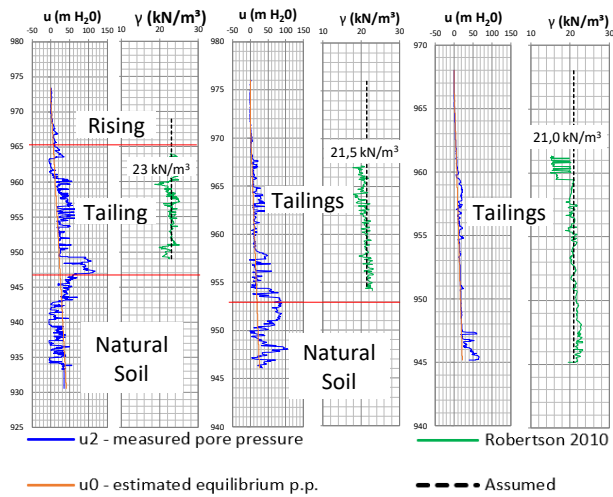 u (m H₂0) γ (kN/m³) u (m H₂0) γ (kN/m³) u (m H₂0) γ (kN/m³)
-50 0 50 100 150 10 20 30 -50 0 50 100 150 10 20 30 -50 0 50 100 150 10 20 30
980
975
970
965
960
955
950
945
940
935
930
925
Rising
Tailing
Natural
Soil
23 kN/m³
980
975
970
965
960
955
950
945
940
Tailings
Natural
Soil
21,5 kN/m³
970
965
960
955
950
945
940
Tailings
21,0 kN/m³
u2 - measured pore pressure
Robertson 2010
u0 - estimated equilibrium p.p.
Assumed